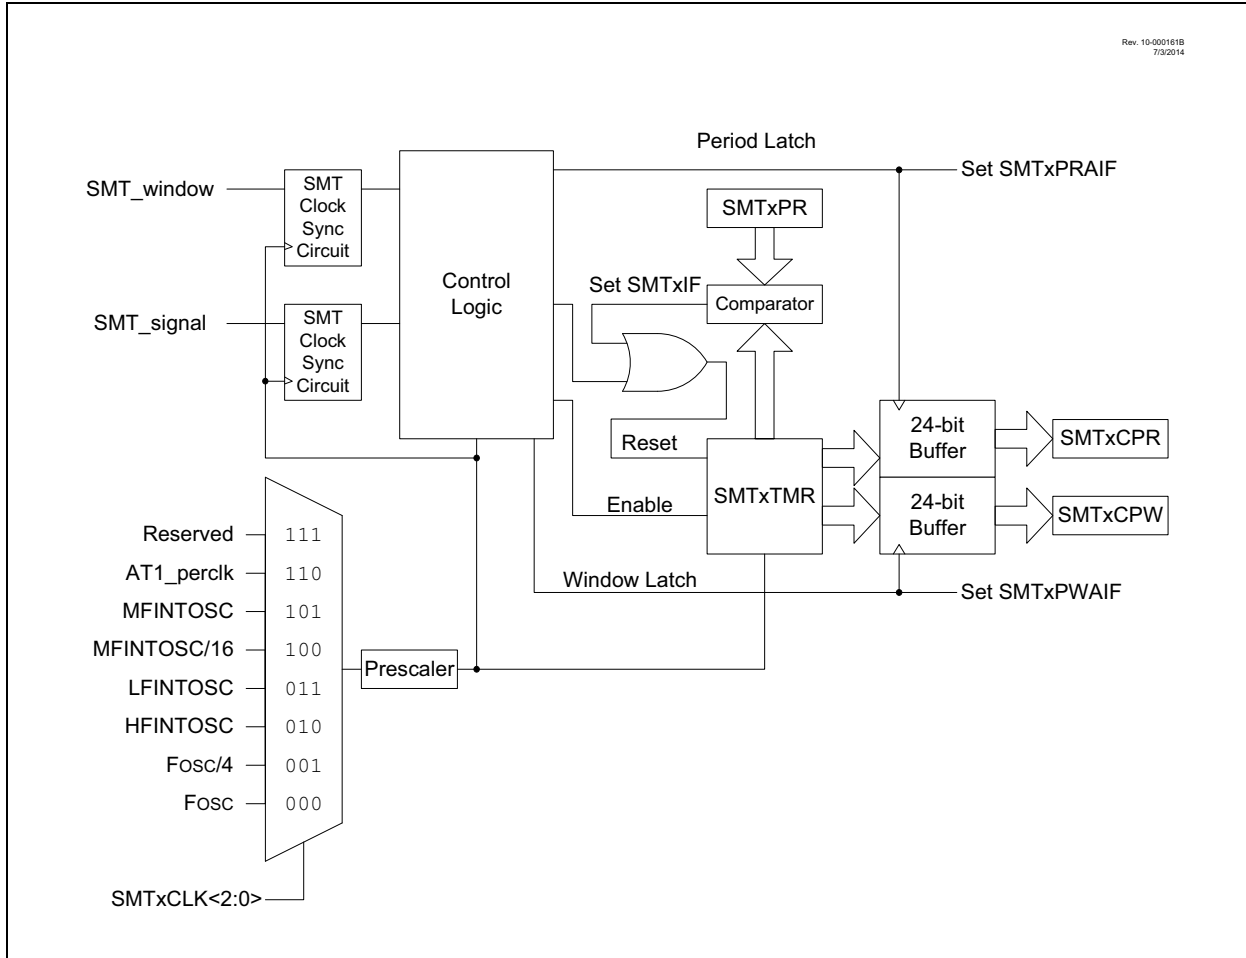 Rev. 10-000161B
7/3/2014
Period Latch
Set SMTxPRAIF
SMT_window
SMT
Clock
Sync
Circuit
SMTxPR
Control
Logic
Set SMTxIF
Comparator
SMT_signal
SMT
Clock
Sync
Circuit
Reset
SMTxTMR
Enable
24-bit
Buffer
SMTxCPR
24-bit
Buffer
SMTxCPW
Window Latch
Set SMTxPWAIF
Reserved 111
AT1_perclk 110
MFINTOSC 101
MFINTOSC/16 100
LFINTOSC 011
HFINTOSC 010
FOSC/4 001
FOSC 000
Prescaler
SMTxCLK<2:0>